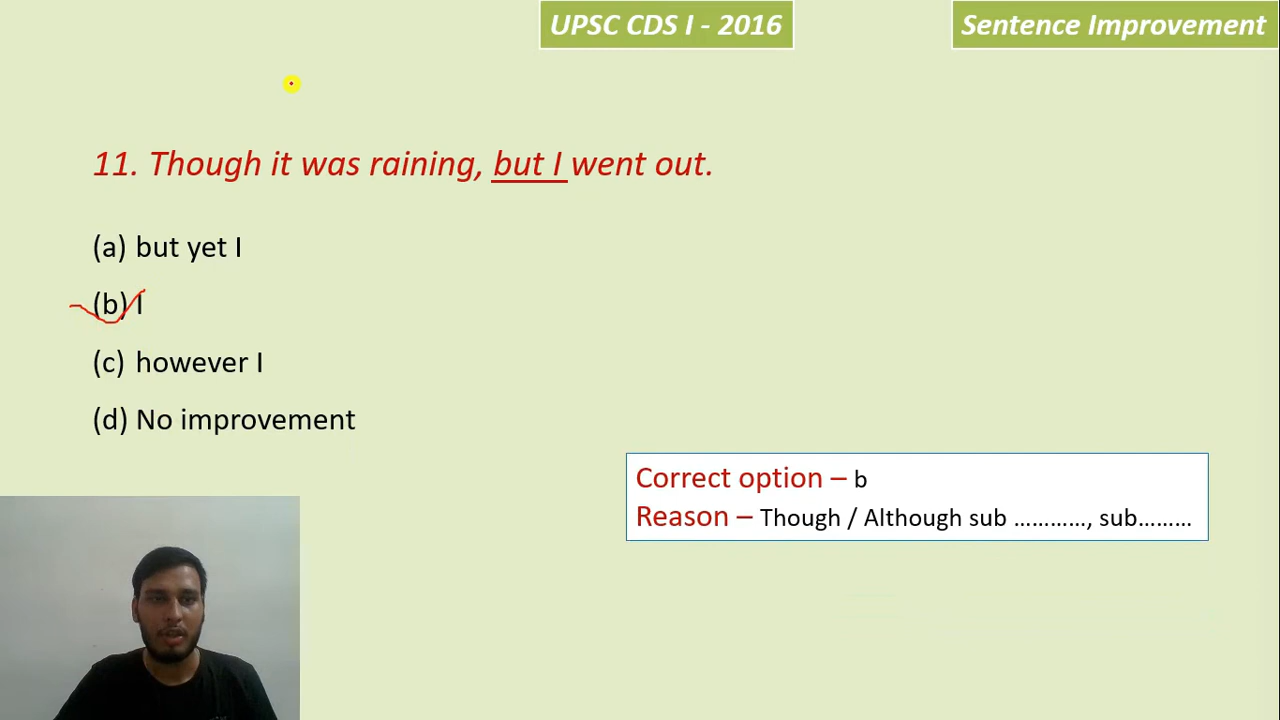 UPSC CDS I - 2016
Sentence Improvement
11. Though it was raining, but I went out.
(a) but yet I
(b) I
(c) however I
(d) No improvement
Correct option – b
Reason – Though / Although sub …………, sub………